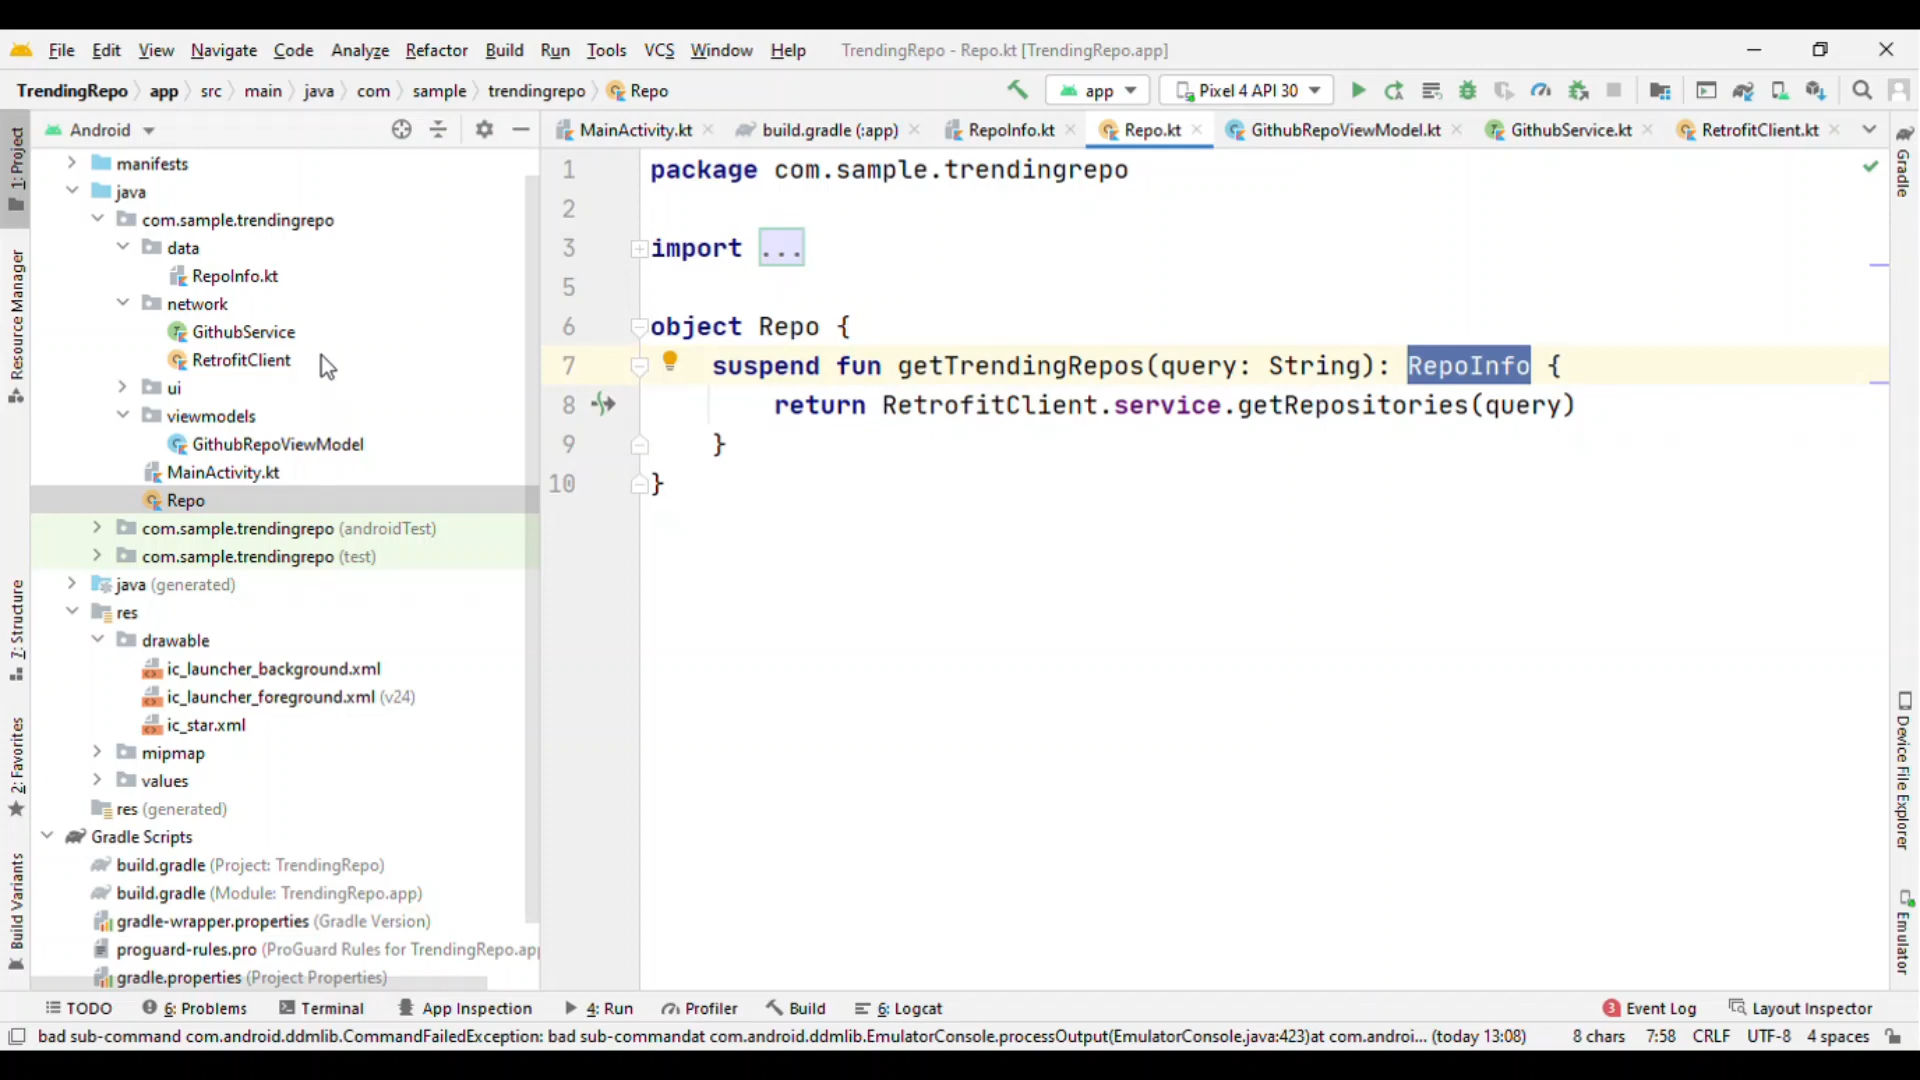 File Edit View Navigate Code Analyze Refactor Build Run Tools VCS Window Help TrendingRepo - Repo.kt [TrendingRepo.app]
TrendingRepo app src main java com sample trendingrepo Repo app Pixel 4 API 30
Android
MainActivity.kt build.gradle (:app) RepoInfo.kt Repo.kt GithubRepoViewModel.kt GithubService.kt RetrofitClient.kt
1: Project
Resource Manager
7: Structure
2: Favorites
Build Variants
manifests
java
com.sample.trendingrepo
data
RepoInfo.kt
network
GithubService
RetrofitClient
ui
viewmodels
GithubRepoViewModel
MainActivity.kt
Repo
com.sample.trendingrepo (androidTest)
com.sample.trendingrepo (test)
java (generated)
res
drawable
ic_launcher_background.xml
ic_launcher_foreground.xml (v24)
ic_star.xml
mipmap
values
res (generated)
Gradle Scripts
build.gradle (Project: TrendingRepo)
build.gradle (Module: TrendingRepo.app)
gradle-wrapper.properties (Gradle Version)
proguard-rules.pro (ProGuard Rules for TrendingRepo.app
gradle.properties (Project Properties)
1 package com.sample.trendingrepo
2
3 import ...
5
6 object Repo {
7 suspend fun getTrendingRepos(query: String): RepoInfo {
8 return RetrofitClient.service.getRepositories(query)
9 }
10 }
Gradle
Device File Explorer
Emulator
TODO 6: Problems Terminal App Inspection 4: Run Profiler Build 6: Logcat 3 Event Log Layout Inspector
bad sub-command com.android.ddmlib.CommandFailedException: bad sub-commandat com.android.ddmlib.EmulatorConsole.processOutput(EmulatorConsole.java:423)at com.androi... (today 13:08) 8 chars 7:58 CRLF UTF-8 4 spaces